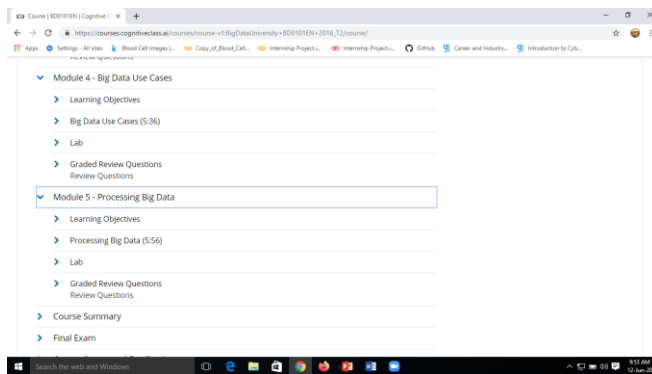 Course | BD0101EN | Cognitive C
https://courses.cognitiveclass.ai/courses/course-v1:BigDataUniversity+BD0101EN+2016_T2/course/
Apps Settings - All sites Blood Cell Images |... Copy_of_Blood_Cell... Internship Project.i... Internship Project.i... GitHub Career and Industry... Introduction to Cyb...
Review Questions
Module 4 - Big Data Use Cases
Learning Objectives
Big Data Use Cases (5:36)
Lab
Graded Review Questions
Review Questions
Module 5 - Processing Big Data
Learning Objectives
Processing Big Data (5:56)
Lab
Graded Review Questions
Review Questions
Course Summary
Final Exam
Search the web and Windows
9:53 AM
12-Jun-20